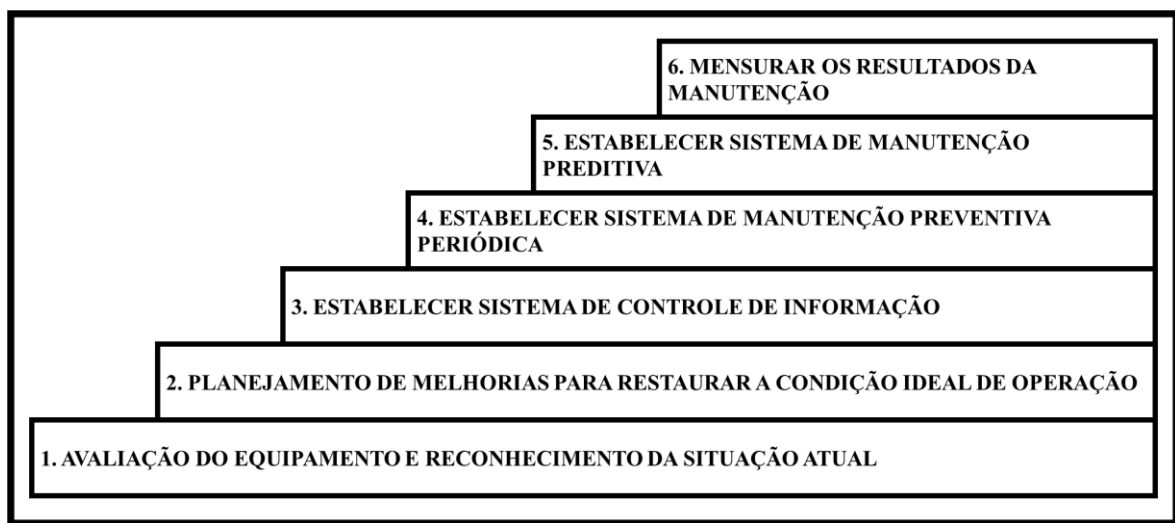 6. MENSURAR OS RESULTADOS DA
MANUTENÇÃO
5. ESTABELECER SISTEMA DE MANUTENÇÃO
PREDITIVA
4. ESTABELECER SISTEMA DE MANUTENÇÃO PREVENTIVA
PERIÓDICA
3. ESTABELECER SISTEMA DE CONTROLE DE INFORMAÇÃO
2. PLANEJAMENTO DE MELHORIAS PARA RESTAURAR A CONDIÇÃO IDEAL DE OPERAÇÃO
1. AVALIAÇÃO DO EQUIPAMENTO E RECONHECIMENTO DA SITUAÇÃO ATUAL